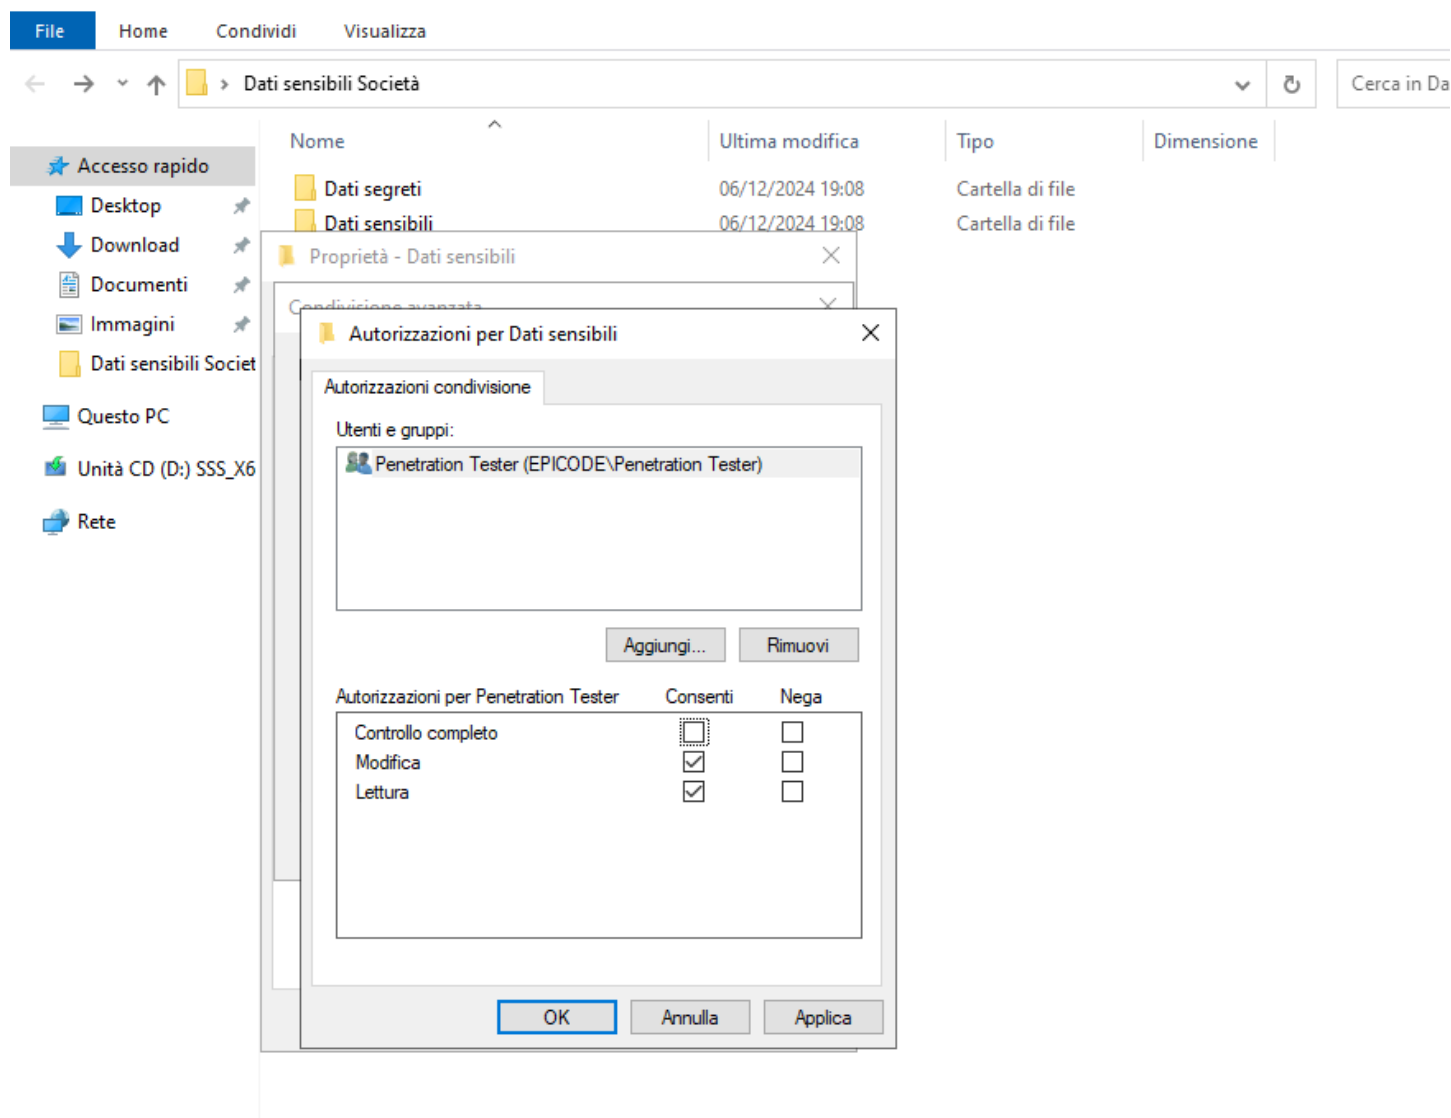 File Home Condividi Visualizza
Dati sensibili Società
Cerca in Da
Nome Ultima modifica Tipo Dimensione
Accesso rapido
Desktop
Download
Documenti
Immagini
Dati sensibili Societ
Questo PC
Unità CD (D:) SSS_X6
Rete
Dati segreti 06/12/2024 19:08 Cartella di file
Dati sensibili 06/12/2024 19:08 Cartella di file
Proprietà - Dati sensibili
Condivisione avanzata
Autorizzazioni per Dati sensibili
Autorizzazioni condivisione
Utenti e gruppi:
Penetration Tester (EPICODE\Penetration Tester)
Aggiungi... Rimuovi
Autorizzazioni per Penetration Tester Consenti Nega
Controllo completo
Modifica
Lettura
OK Annulla Applica